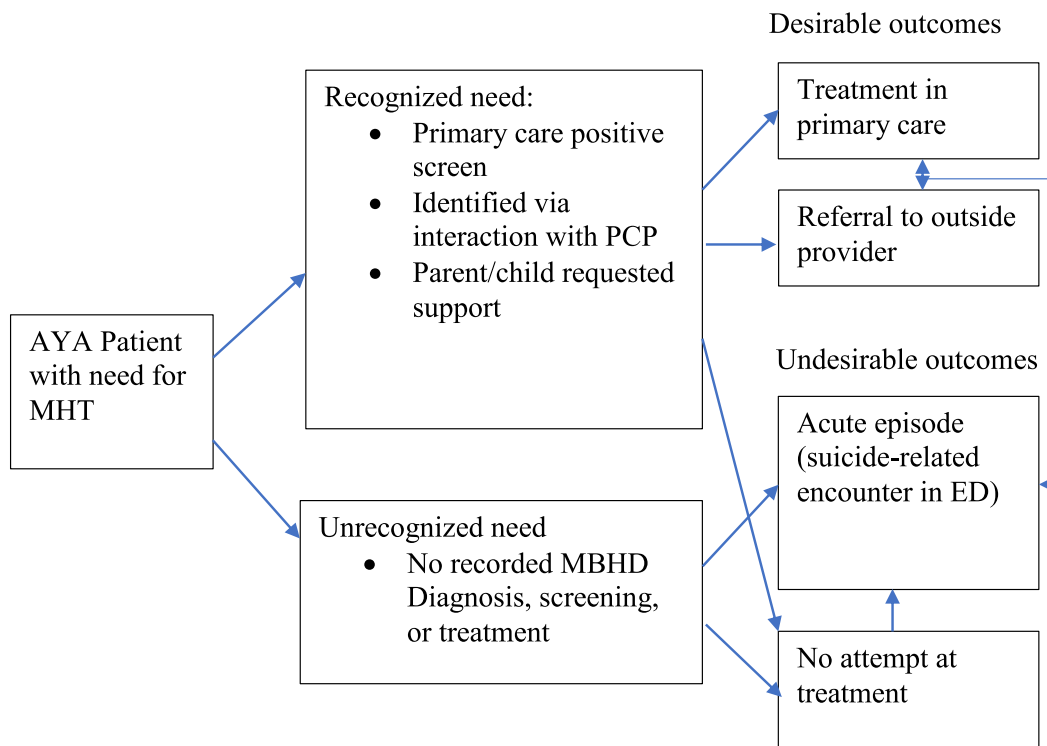 AYA Patient
with need for
MHT
Recognized need:
• Primary care positive
screen
• Identified via
interaction with PCP
• Parent/child requested
support
Unrecognized need
• No recorded MBHD
Diagnosis, screening,
or treatment
Desirable outcomes
Treatment in
primary care
Referral to outside
provider
Undesirable outcomes
Acute episode
(suicide-related
encounter in ED)
No attempt at
treatment